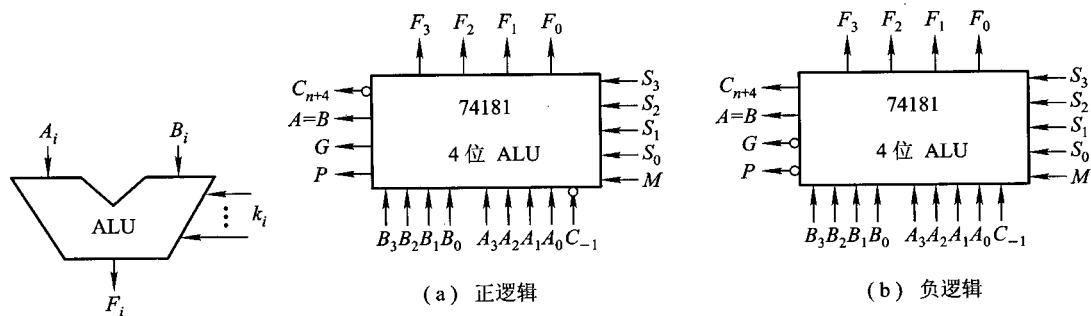 A_i
B_i
ALU
k_i
F_i
F_3 F_2 F_1 F_0
C_{n+4}
A=B
G
P
74181
4 位 ALU
S_3
S_2
S_1
S_0
M
B_3 B_2 B_1 B_0 A_3 A_2 A_1 A_0 C_{-1}
(a) 正逻辑
F_3 F_2 F_1 F_0
C_{n+4}
A=B
G
P
74181
4 位 ALU
S_3
S_2
S_1
S_0
M
B_3 B_2 B_1 B_0 A_3 A_2 A_1 A_0 C_{-1}
(b) 负逻辑